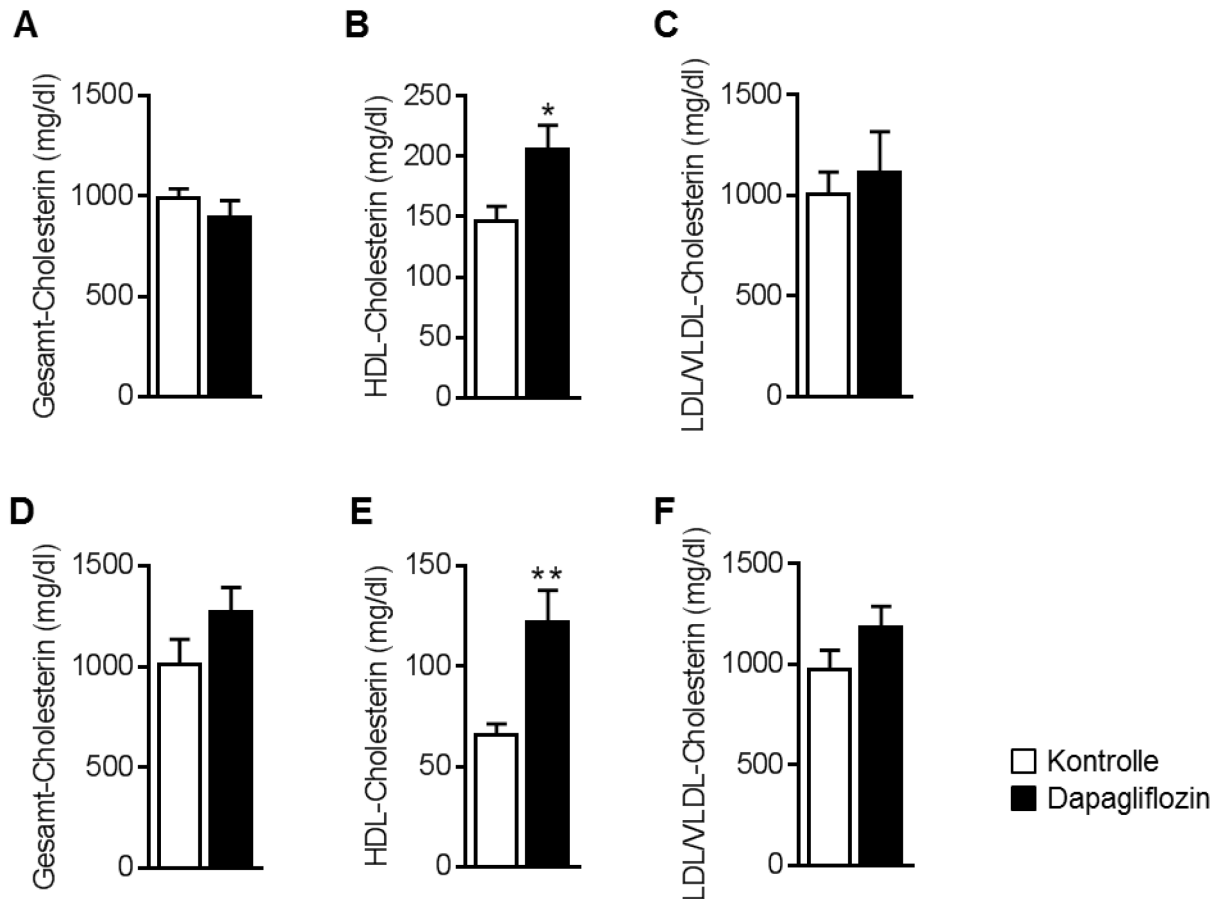 A
Gesamt-Cholesterin (mg/dl)
1500
1000
500
0
B
HDL-Cholesterin (mg/dl)
250
200
150
100
50
0
*
C
LDL/VLDL-Cholesterin (mg/dl)
1500
1000
500
0
D
Gesamt-Cholesterin (mg/dl)
1500
1000
500
0
E
HDL-Cholesterin (mg/dl)
150
100
50
0
**
F
LDL/VLDL-Cholesterin (mg/dl)
1500
1000
500
0
Kontrolle
Dapagliflozin